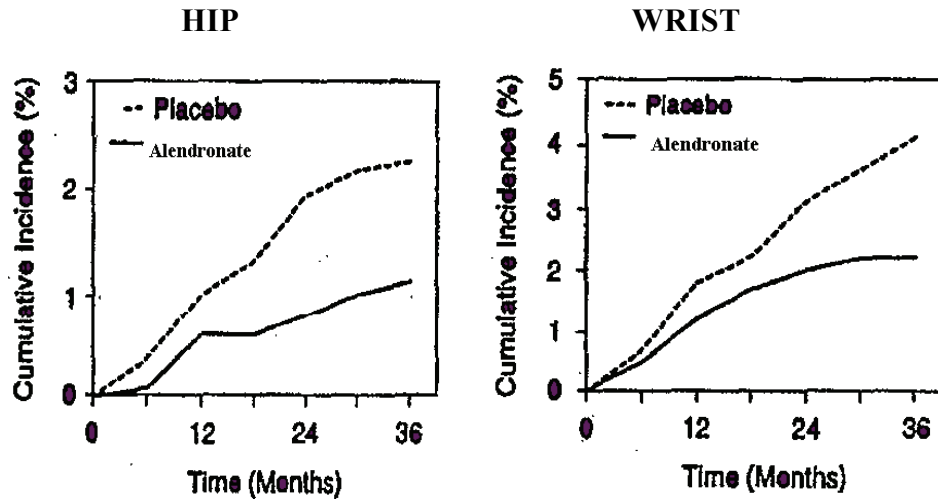 HIP
3
2
1
0
Cumulative Incidence (%)
Placebo
Alendronate
0 12 24 36
Time (Months)
WRIST
5
4
3
2
1
0
Cumulative Incidence (%)
Placebo
Alendronate
0 12 24 36
Time (Months)